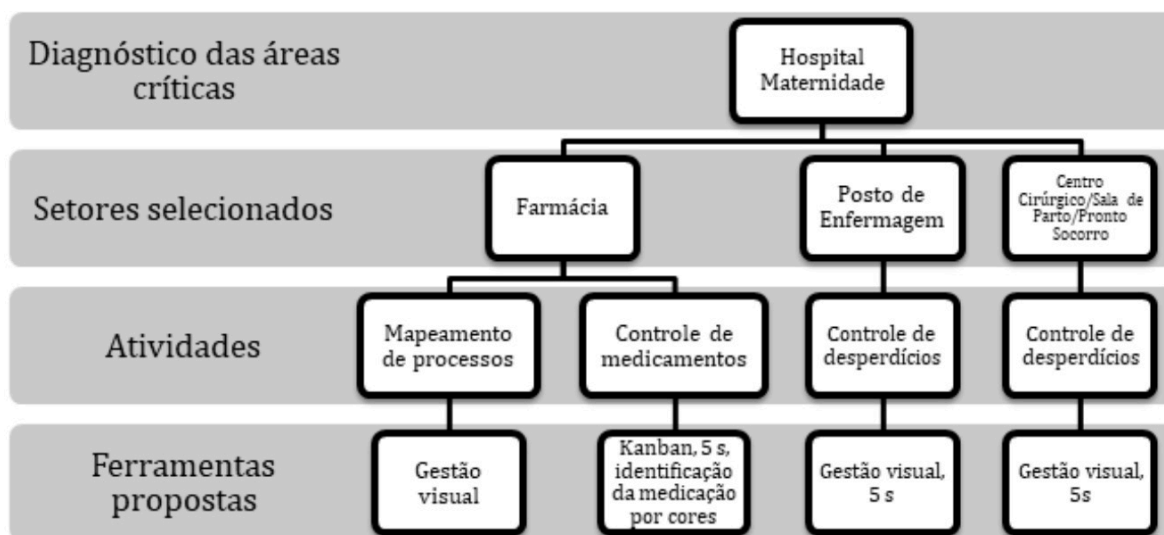 Diagnóstico das áreas
críticas
Hospital
Maternidade
Setores selecionados
Farmácia
Posto de
Enfermagem
Centro
Cirúrgico/Sala de
Parto/Pronto
Socorro
Atividades
Mapeamento
de processos
Controle de
medicamentos
Controle de
desperdícios
Controle de
desperdícios
Ferramentas
propostas
Gestão
visual
Kanban, 5 s,
identificação
da medicação
por cores
Gestão visual,
5 s
Gestão visual,
5s